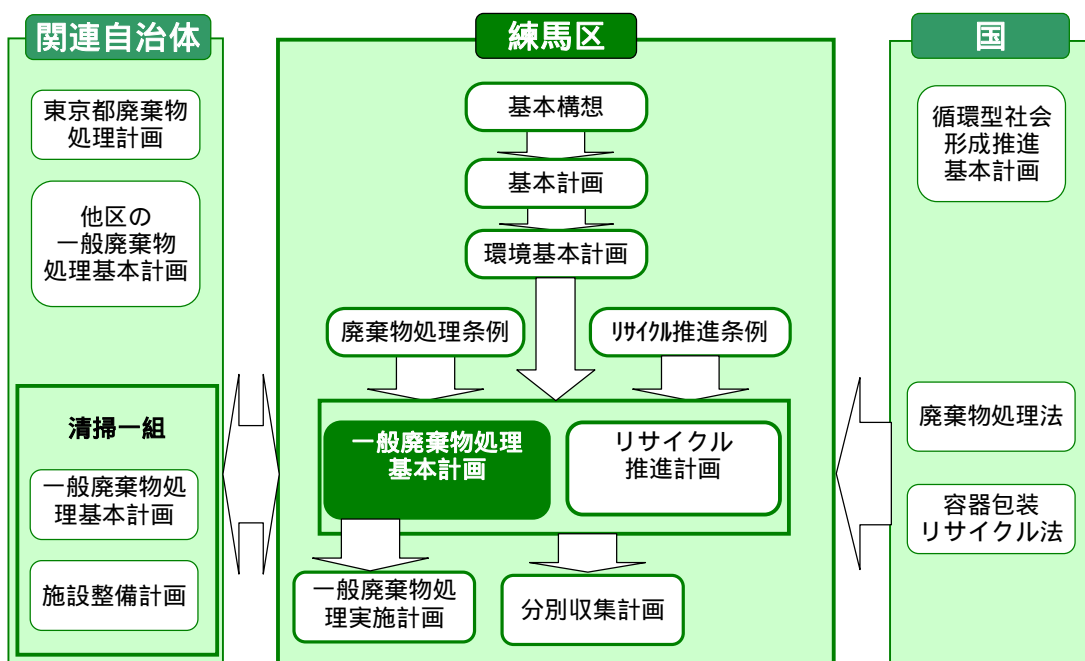 関連自治体
東京都廃棄物
処理計画
他区の
一般廃棄物
処理基本計画
清掃一組
一般廃棄物処
理基本計画
施設整備計画
練馬区
基本構想
基本計画
環境基本計画
廃棄物処理条例
ﾘｻｲｸﾙ推進条例
一般廃棄物処理
基本計画
リサイクル
推進計画
一般廃棄物処
理実施計画
分別収集計画
国
循環型社会
形成推進
基本計画
廃棄物処理法
容器包装
リサイクル法